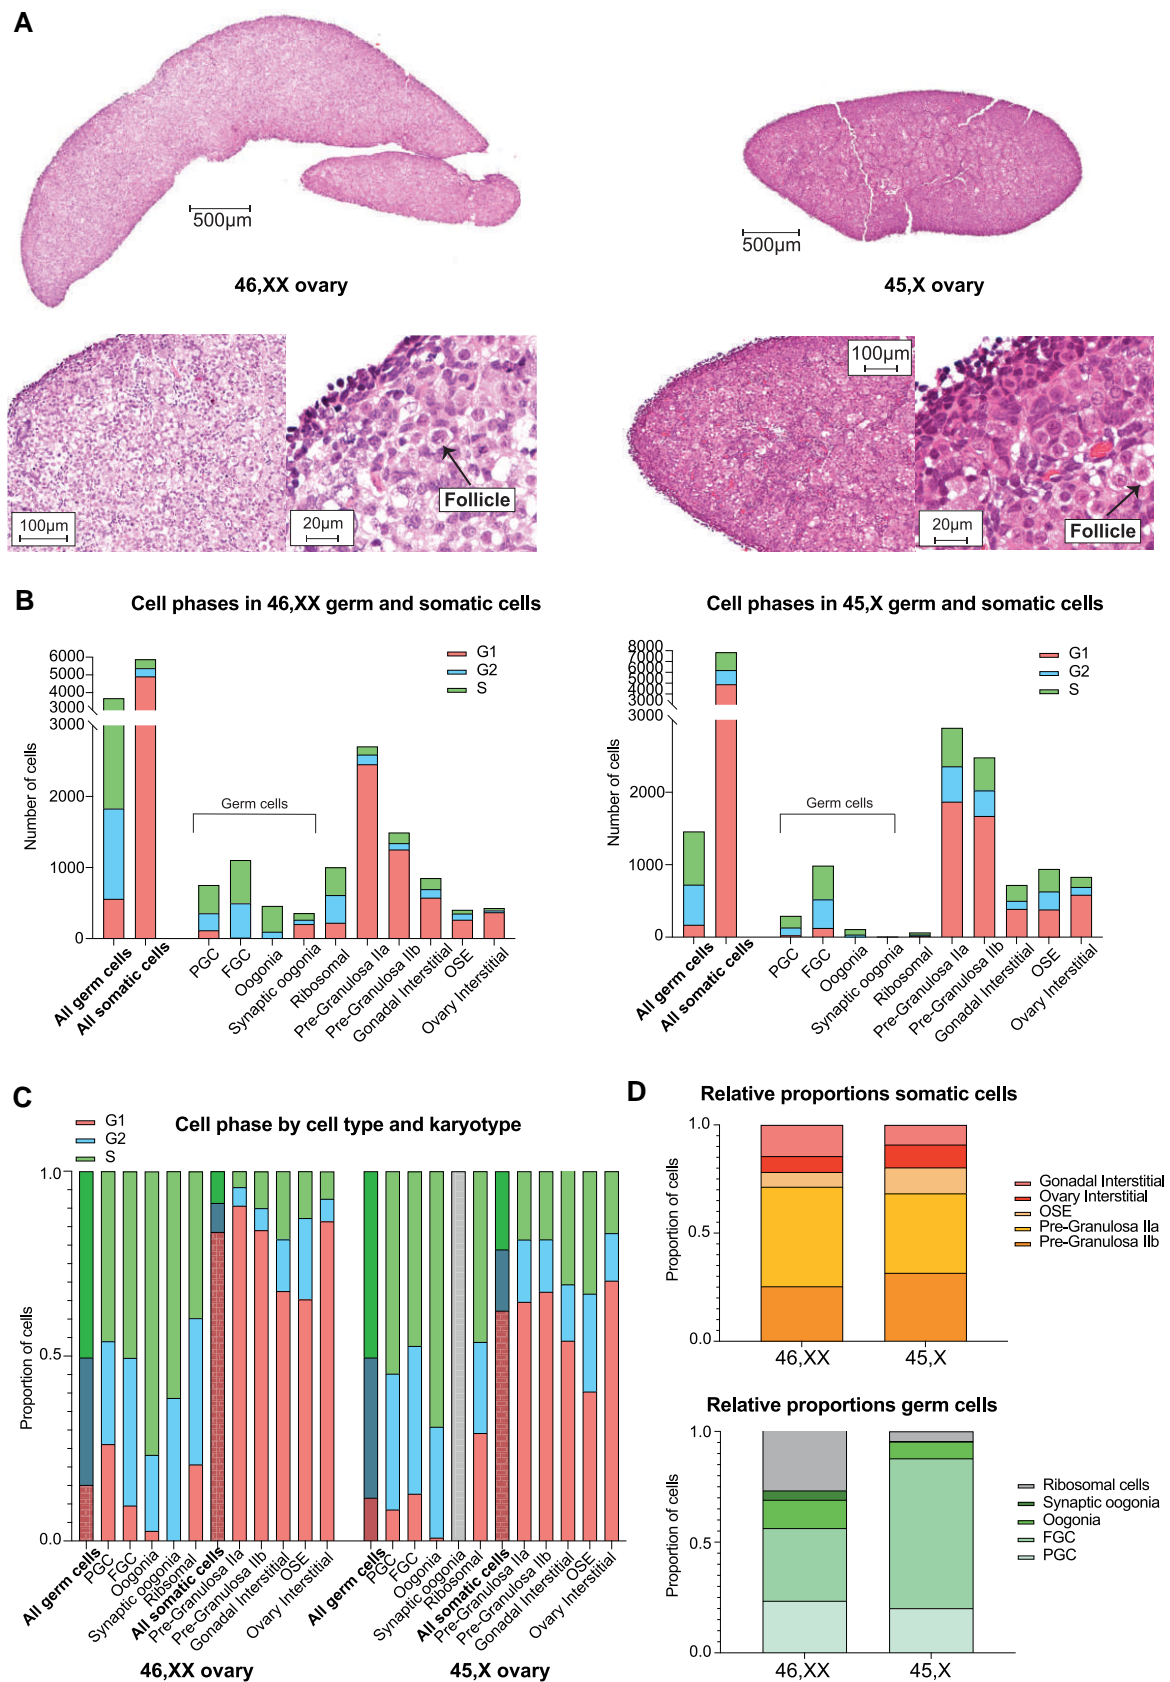 A
500µm
46,XX ovary
500µm
45,X ovary
100µm
20µm
Follicle
100µm
20µm
Follicle
B
Cell phases in 46,XX germ and somatic cells
G1
G2
S
Number of cells
6000
5000
4000
3000
3000
2000
1000
0
Germ cells
All germ cells
All somatic cells
PGC
FGC
Oogonia
Synaptic oogonia
Ribosomal
Pre-Granulosa IIa
Pre-Granulosa IIb
Gonadal Interstitial
OSE
Ovary Interstitial
Cell phases in 45,X germ and somatic cells
G1
G2
S
Number of cells
8000
7000
6000
5000
4000
3000
3000
2000
1000
0
Germ cells
All germ cells
All somatic cells
PGC
FGC
Oogonia
Synaptic oogonia
Ribosomal
Pre-Granulosa IIa
Pre-Granulosa IIb
Gonadal Interstitial
OSE
Ovary Interstitial
C
Cell phase by cell type and karyotype
G1
G2
S
Proportion of cells
1.0
0.5
0.0
All germ cells
PGC
FGC
Oogonia
Synaptic oogonia
Ribsomal
All somatic cells
Pre-Granulosa IIa
Pre-Granulosa IIb
Gonadal Interstitial
OSE
Ovary Interstitial
46,XX ovary
All germ cells
PGC
FGC
Oogonia
Synaptic oogonia
Ribosomal
All somatic cells
Pre-Granulosa IIa
Pre-Granulosa IIb
Gonadal Interstitial
OSE
Ovary Interstitial
45,X ovary
D
Relative proportions somatic cells
Proportion of cells
1.0
0.5
0.0
46,XX
45,X
Gonadal Interstitial
Ovary Interstitial
OSE
Pre-Granulosa IIa
Pre-Granulosa IIb
Relative proportions germ cells
Proportion of cells
1.0
0.5
0.0
46,XX
45,X
Ribosomal cells
Synaptic oogonia
Oogonia
FGC
PGC